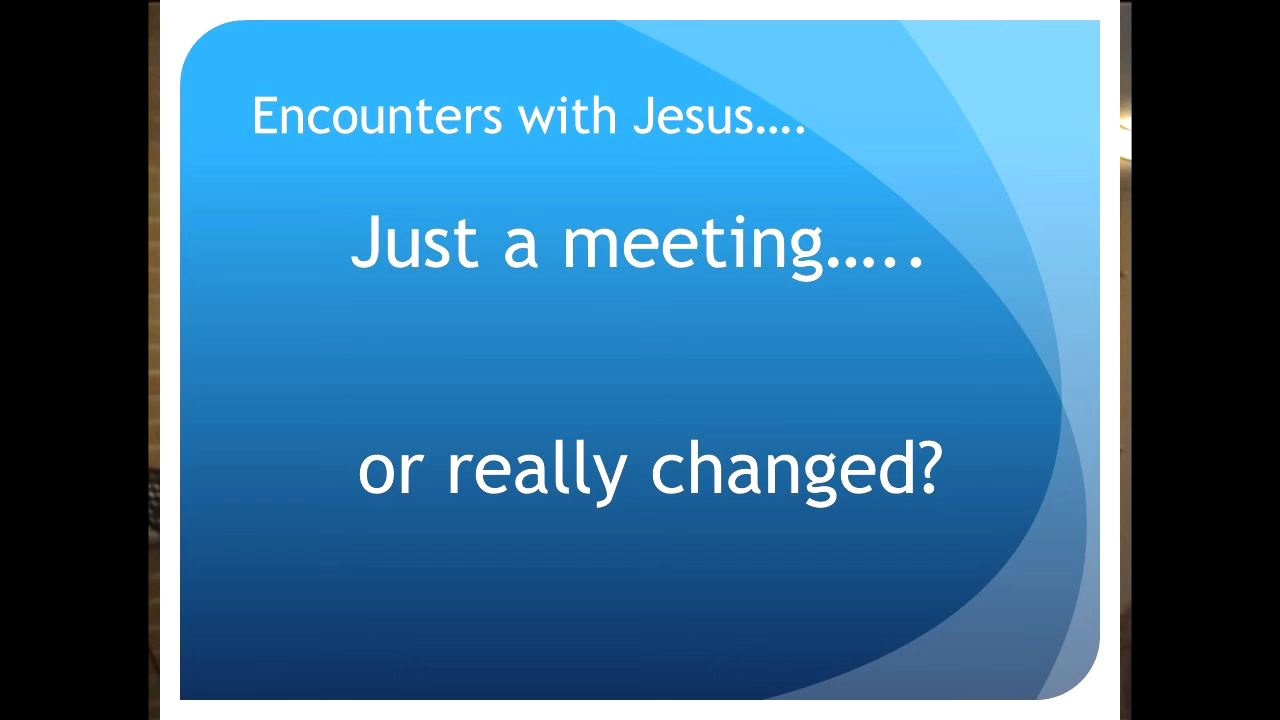 Encounters with Jesus….
Just a meeting…..
or really changed?